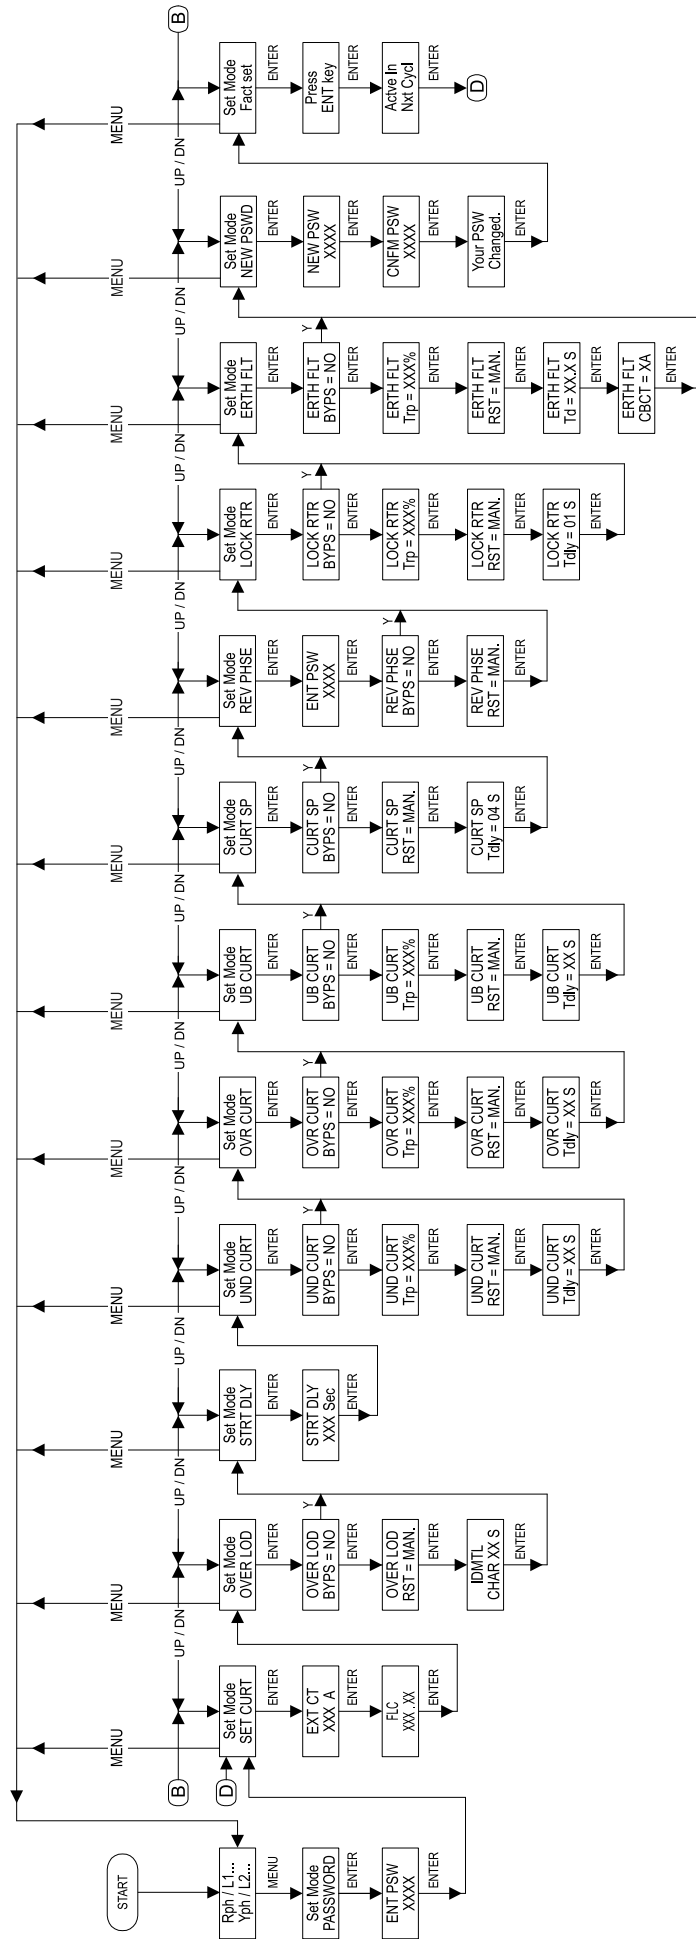 START
Rph / L1...
Yph / L2...
MENU
Set Mode
PASSWORD
ENTER
ENT PSW
XXXX
ENTER
B
D
MENU
Set Mode
SET CURT
ENTER
EXT CT
XXX A
ENTER
FLC
XXX.XX
ENTER
UP / DN
MENU
Set Mode
OVER LOD
ENTER
OVER LOD
BYPS = NO
Y
ENTER
OVER LOD
RST = MAN.
ENTER
IDMTL
CHAR XX S
ENTER
UP / DN
MENU
Set Mode
STRT DLY
ENTER
STRT DLY
XXX Sec
ENTER
UP / DN
MENU
Set Mode
UND CURT
ENTER
UND CURT
BYPS = NO
Y
ENTER
UND CURT
Trp = XXX%
ENTER
UND CURT
RST = MAN.
ENTER
UND CURT
Tdly = XX S
ENTER
UP / DN
MENU
Set Mode
OVR CURT
ENTER
OVR CURT
BYPS = NO
Y
ENTER
OVR CURT
Trp = XXX%
ENTER
OVR CURT
RST = MAN.
ENTER
OVR CURT
Tdly = XX S
ENTER
UP / DN
MENU
Set Mode
UB CURT
ENTER
UB CURT
BYPS = NO
Y
ENTER
UB CURT
Trp = XXX%
ENTER
UB CURT
RST = MAN.
ENTER
UB CURT
Tdly = XX S
ENTER
UP / DN
MENU
Set Mode
CURT SP
ENTER
CURT SP
BYPS = NO
Y
ENTER
CURT SP
RST = MAN.
ENTER
CURT SP
Tdly = 04 S
ENTER
UP / DN
MENU
Set Mode
REV PHSE
ENTER
ENT PSW
XXXX
ENTER
REV PHSE
BYPS = NO
Y
ENTER
REV PHSE
RST = MAN.
ENTER
UP / DN
MENU
Set Mode
LOCK RTR
ENTER
LOCK RTR
BYPS = NO
Y
ENTER
LOCK RTR
Trp = XXX%
ENTER
LOCK RTR
RST = MAN.
ENTER
LOCK RTR
Tdly = 01 S
ENTER
UP / DN
MENU
Set Mode
ERTH FLT
ENTER
ERTH FLT
BYPS = NO
Y
ENTER
ERTH FLT
Trp = XXX%
ENTER
ERTH FLT
RST = MAN.
ENTER
ERTH FLT
Td = XX.X S
ENTER
ERTH FLT
CBCT = XA
ENTER
UP / DN
MENU
Set Mode
NEW PSWD
ENTER
NEW PSW
XXXX
ENTER
CNFM PSW
XXXX
ENTER
Your PSW
Changed.
ENTER
UP / DN
MENU
B
Set Mode
Fact set
ENTER
Press
ENT key
ENTER
Actve In
Nxt Cycl
ENTER
D